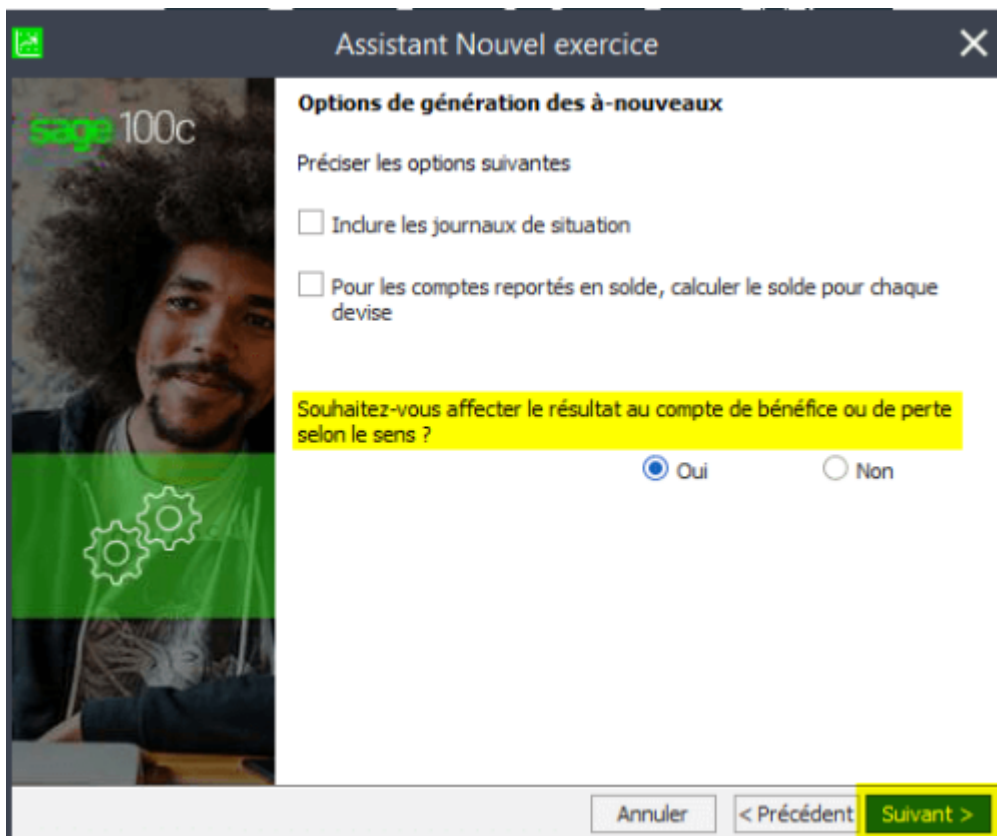 Assistant Nouvel exercice
sage 100c
Options de génération des à-nouveaux
Préciser les options suivantes
Inclure les journaux de situation
Pour les comptes reportés en solde, calculer le solde pour chaque
devise
Souhaitez-vous affecter le résultat au compte de bénéfice ou de perte
selon le sens ?
Oui Non
Annuler < Précédent Suivant >